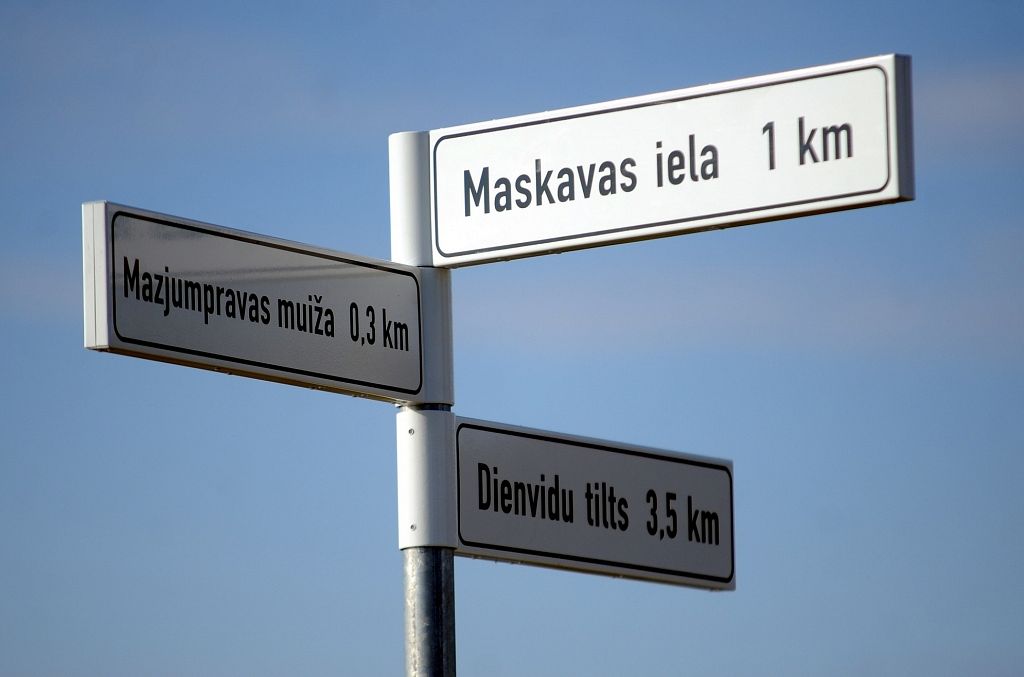 Maskavas iela 1 km
Mazjumpravas muiža 0,3 km
Dienvidu tilts 3,5 km